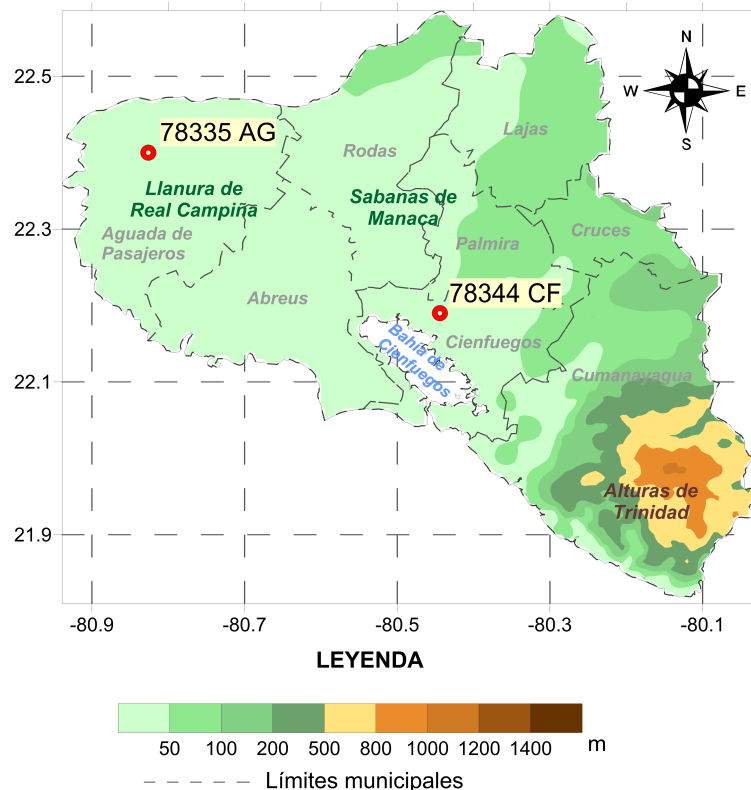 N
W E
S
22.5
22.3
22.1
21.9
78335 AG
Lajas
Rodas
Llanura de
Real Campiña
Sabanas de
Manaca
Aguada de
Pasajeros
Palmira
Cruces
Abreus
78344 CF
Bahía de
Cienfuegos
Cienfuegos
Cumanayagua
Alturas de
Trinidad
-80.9 -80.7 -80.5 -80.3 -80.1
LEYENDA
50 100 200 500 800 1000 1200 1400 m
Límites municipales